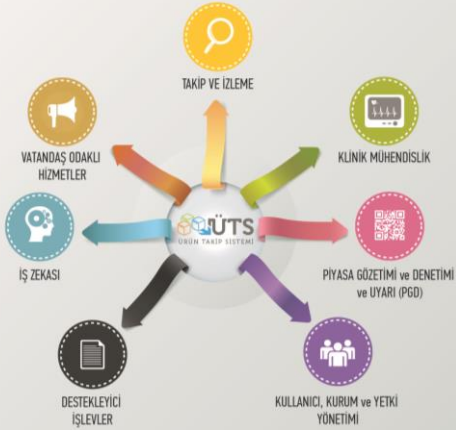 TAKİP VE İZLEME
VATANDAŞ ODAKLI
HİZMETLER
KLİNİK MÜHENDİSLİK
ÜTS
ÜRÜN TAKİP SİSTEMİ
İŞ ZEKASI
PİYASA GÖZETİMİ ve DENETİMİ
ve UYARI (PGD)
DESTEKLEYİCİ
İŞLEVLER
KULLANICI, KURUM ve YETKİ
YÖNETİMİ